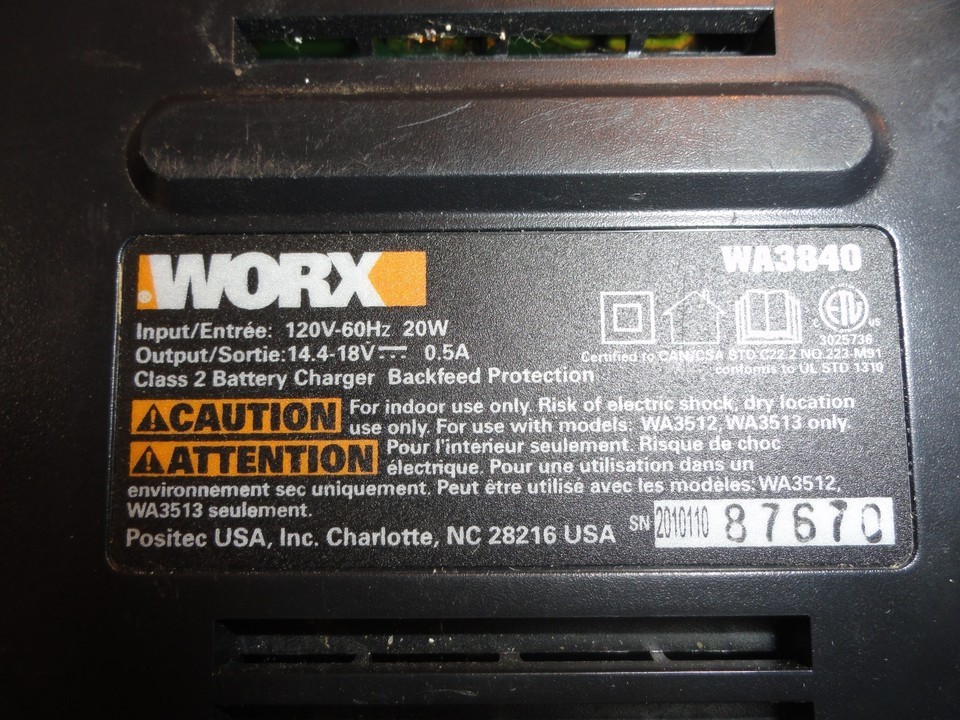 WORX
WA3840
Input/Entrée: 120V-60Hz 20W
Output/Sortie:14.4-18V⎓ 0.5A
Class 2 Battery Charger Backfeed Protection
ETL
c us
3025736
Certified to CAN/CSA STD C22.2 NO.223-M91
conforms to UL STD 1310
CAUTION For indoor use only. Risk of electric shock, dry location
use only. For use with models: WA3512, WA3513 only.
ATTENTION Pour l'interieur seulement. Risque de choc
électrique. Pour une utilisation dans un
environnement sec uniquement. Peut être utilisé avec les modèles: WA3512,
WA3513 seulement.
Positec USA, Inc. Charlotte, NC 28216 USA
SN 2010110 87670